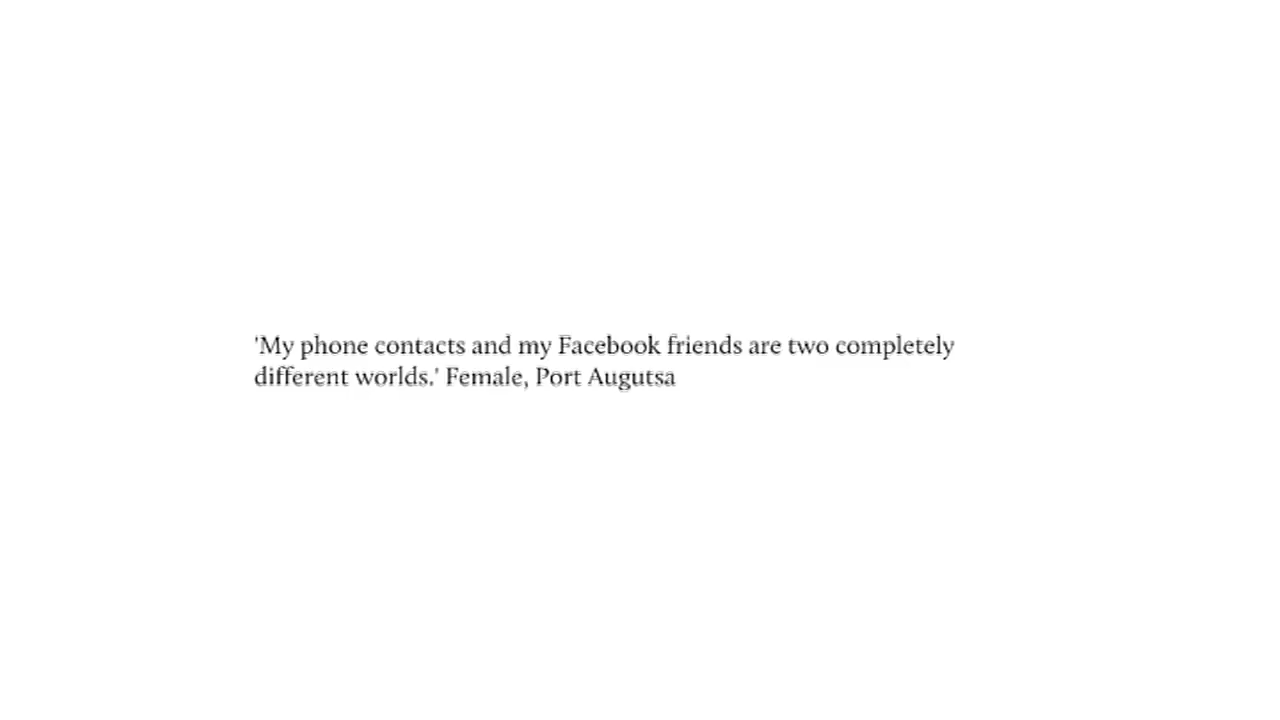 'My phone contacts and my Facebook friends are two completely
different worlds.' Female, Port Augutsa